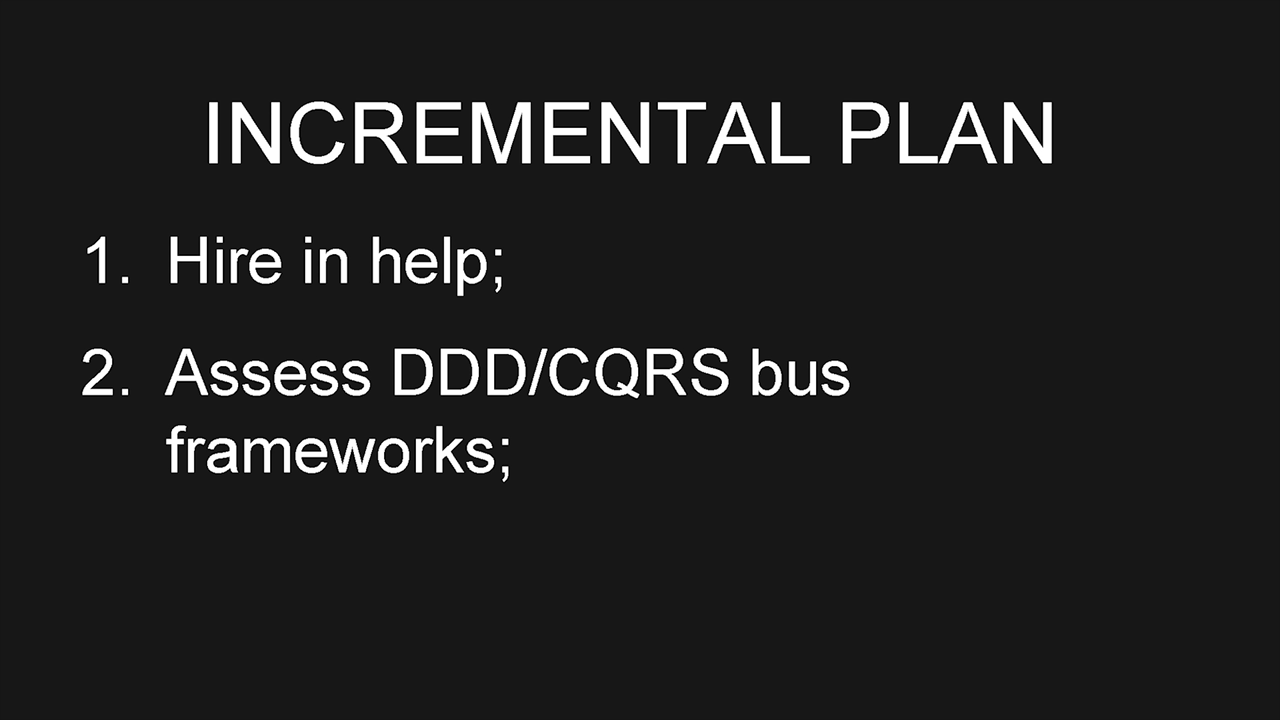 INCREMENTAL PLAN
1. Hire in help;
2. Assess DDD/CQRS bus
frameworks;